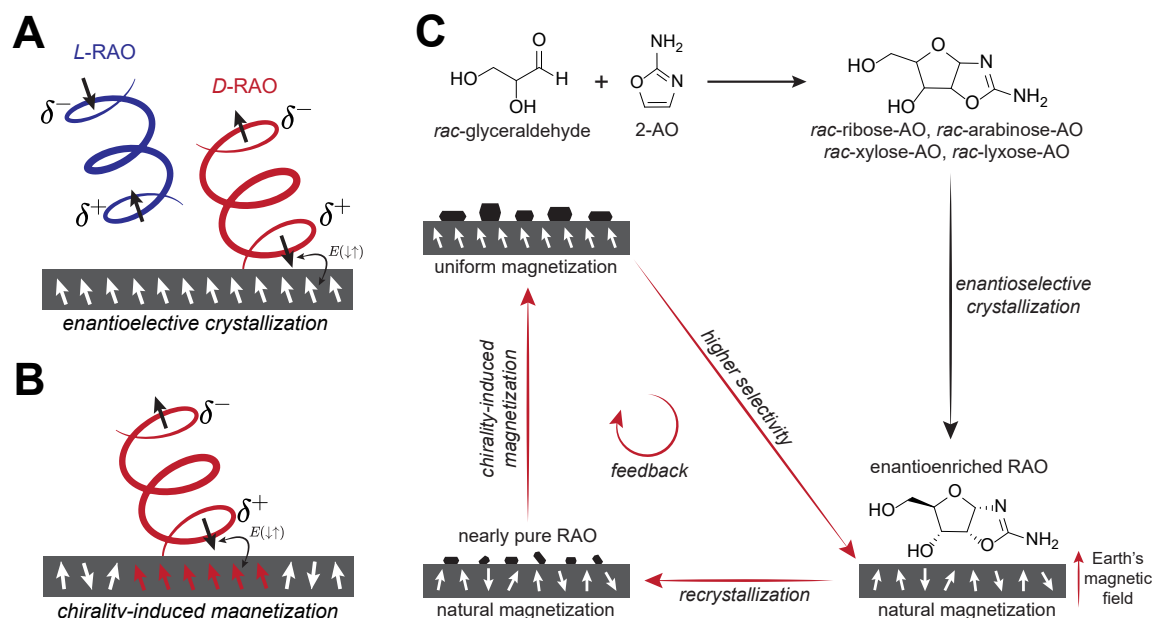 A
L-RAO
D-RAO
δ−
δ−
δ+
δ+
E(↓↑)
enantioelective crystallization
B
δ−
δ+
E(↓↑)
chirality-induced magnetization
C
HO
O
H
OH
rac-glyceraldehyde
+
NH2
O
N
2-AO
HO
O
N
HO
O
NH2
rac-ribose-AO, rac-arabinose-AO
rac-xylose-AO, rac-lyxose-AO
uniform magnetization
enantioselective
crystallization
higher selectivity
chirality-induced
magnetization
feedback
enantioenriched RAO
HO
O
N
HO
O
NH2
nearly pure RAO
natural magnetization
recrystallization
natural magnetization
Earth's
magnetic
field